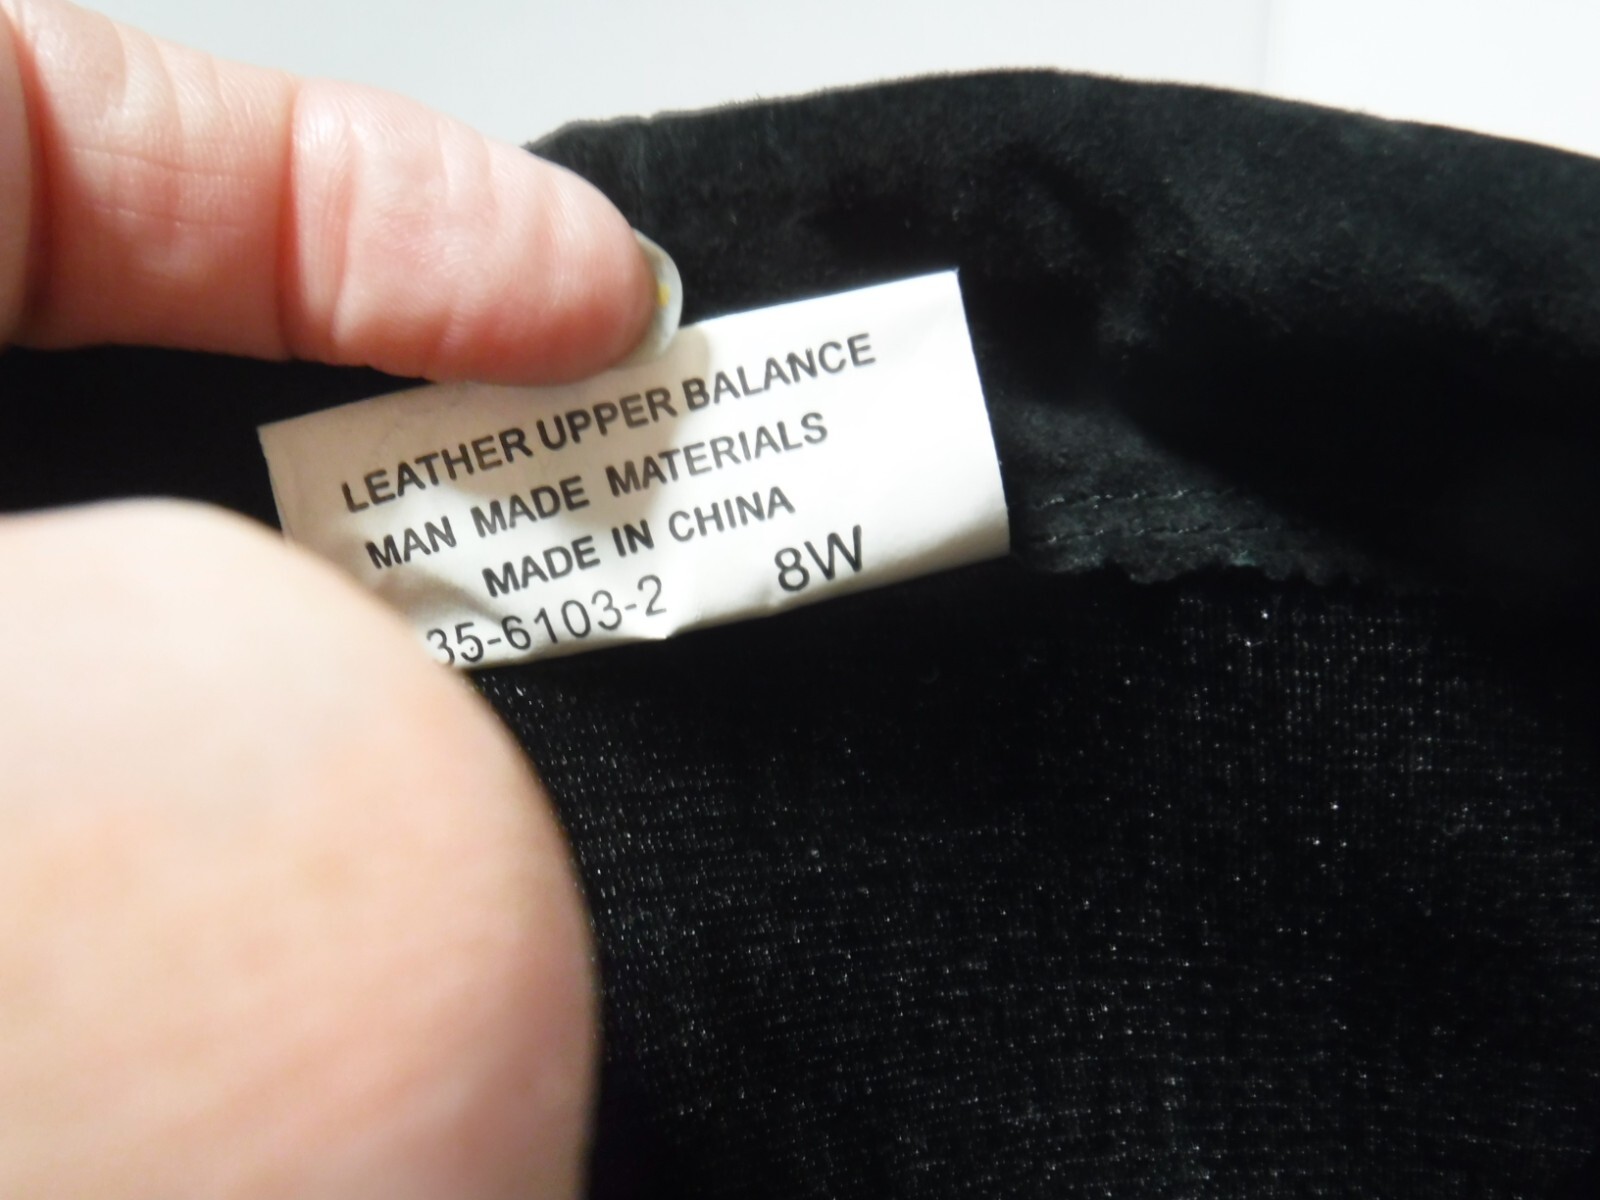 LEATHER UPPER BALANCE
MAN MADE MATERIALS
MADE IN CHINA
35-6103-2 8W